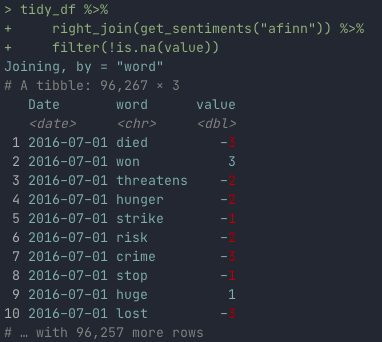 > tidy_df %>%
+     right_join(get_sentiments("afinn")) %>%
+     filter(!is.na(value))
Joining, by = "word"
# A tibble: 96,267 × 3
   Date       word      value
   <date>     <chr>     <dbl>
 1 2016-07-01 died         -3
 2 2016-07-01 won           3
 3 2016-07-01 threatens    -2
 4 2016-07-01 hunger       -2
 5 2016-07-01 strike       -1
 6 2016-07-01 risk         -2
 7 2016-07-01 crime        -3
 8 2016-07-01 stop         -1
 9 2016-07-01 huge          1
10 2016-07-01 lost         -3
# … with 96,257 more rows